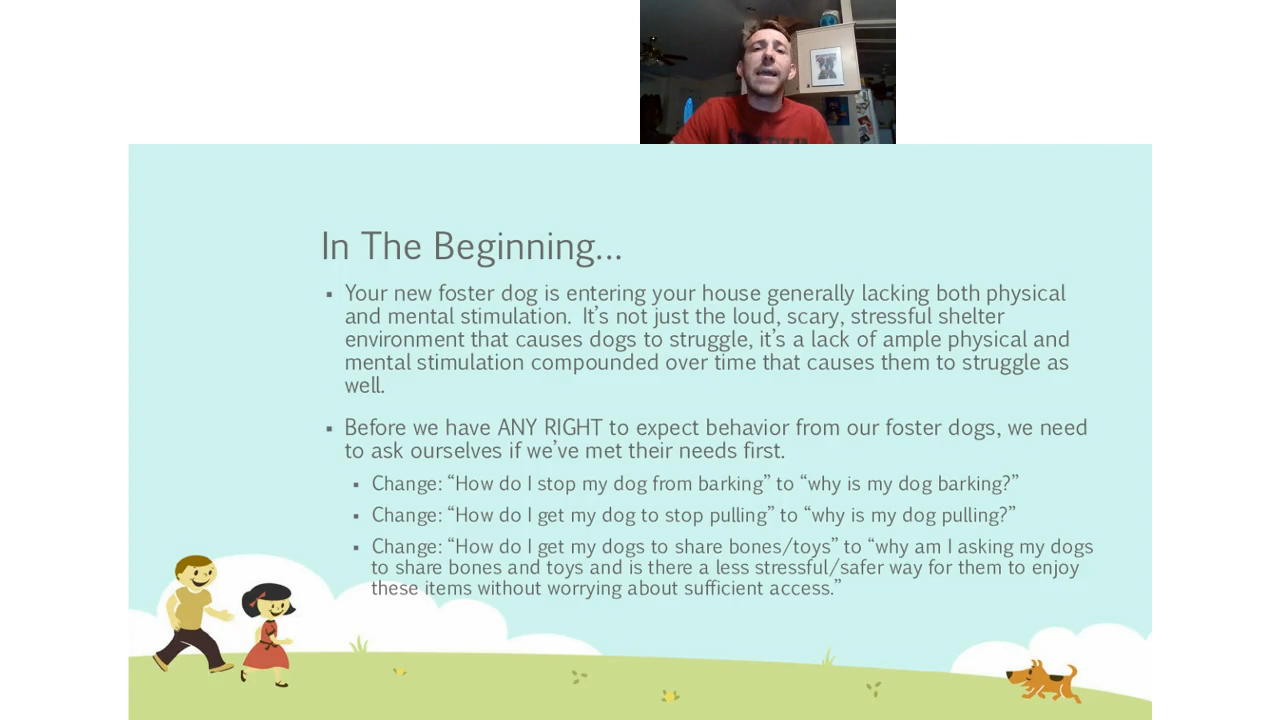 In The Beginning...
▪ Your new foster dog is entering your house generally lacking both physical
and mental stimulation.  It’s not just the loud, scary, stressful shelter
environment that causes dogs to struggle, it’s a lack of ample physical and
mental stimulation compounded over time that causes them to struggle as
well.
▪ Before we have ANY RIGHT to expect behavior from our foster dogs, we need
to ask ourselves if we’ve met their needs first.
▪ Change: “How do I stop my dog from barking” to “why is my dog barking?”
▪ Change: “How do I get my dog to stop pulling” to “why is my dog pulling?”
▪ Change: “How do I get my dogs to share bones/toys” to “why am I asking my dogs
to share bones and toys and is there a less stressful/safer way for them to enjoy
these items without worrying about sufficient access.”